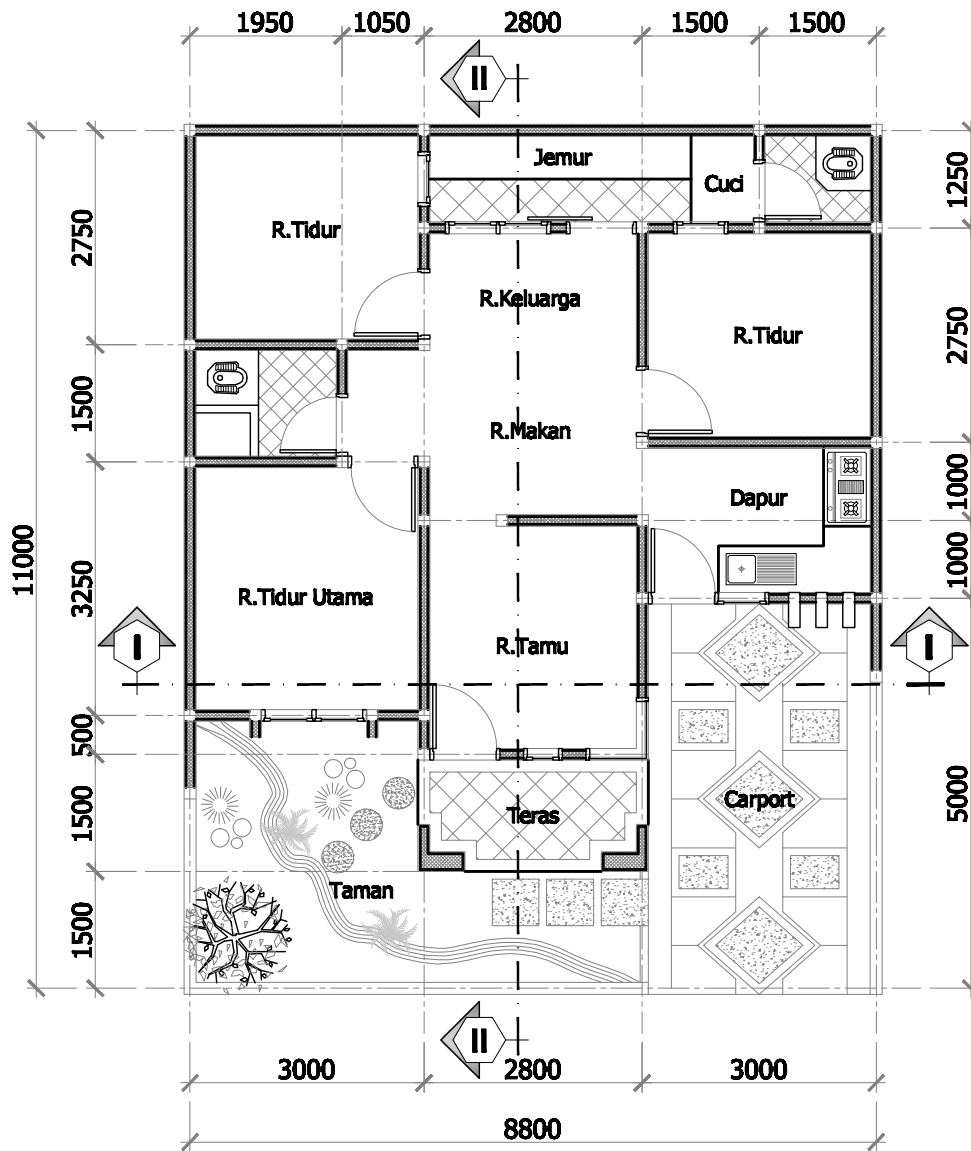 1950
1050
2800
1500
1500
II
Jemur
Cuci
1250
2750
R.Tidur
R.Keluarga
R.Tidur
2750
1500
R.Makan
Dapur
1000
11000
1000
3250
R.Tidur Utama
R.Tamu
I
I
500
1500
Teras
Carport
5000
Taman
1500
II
3000
2800
3000
8800